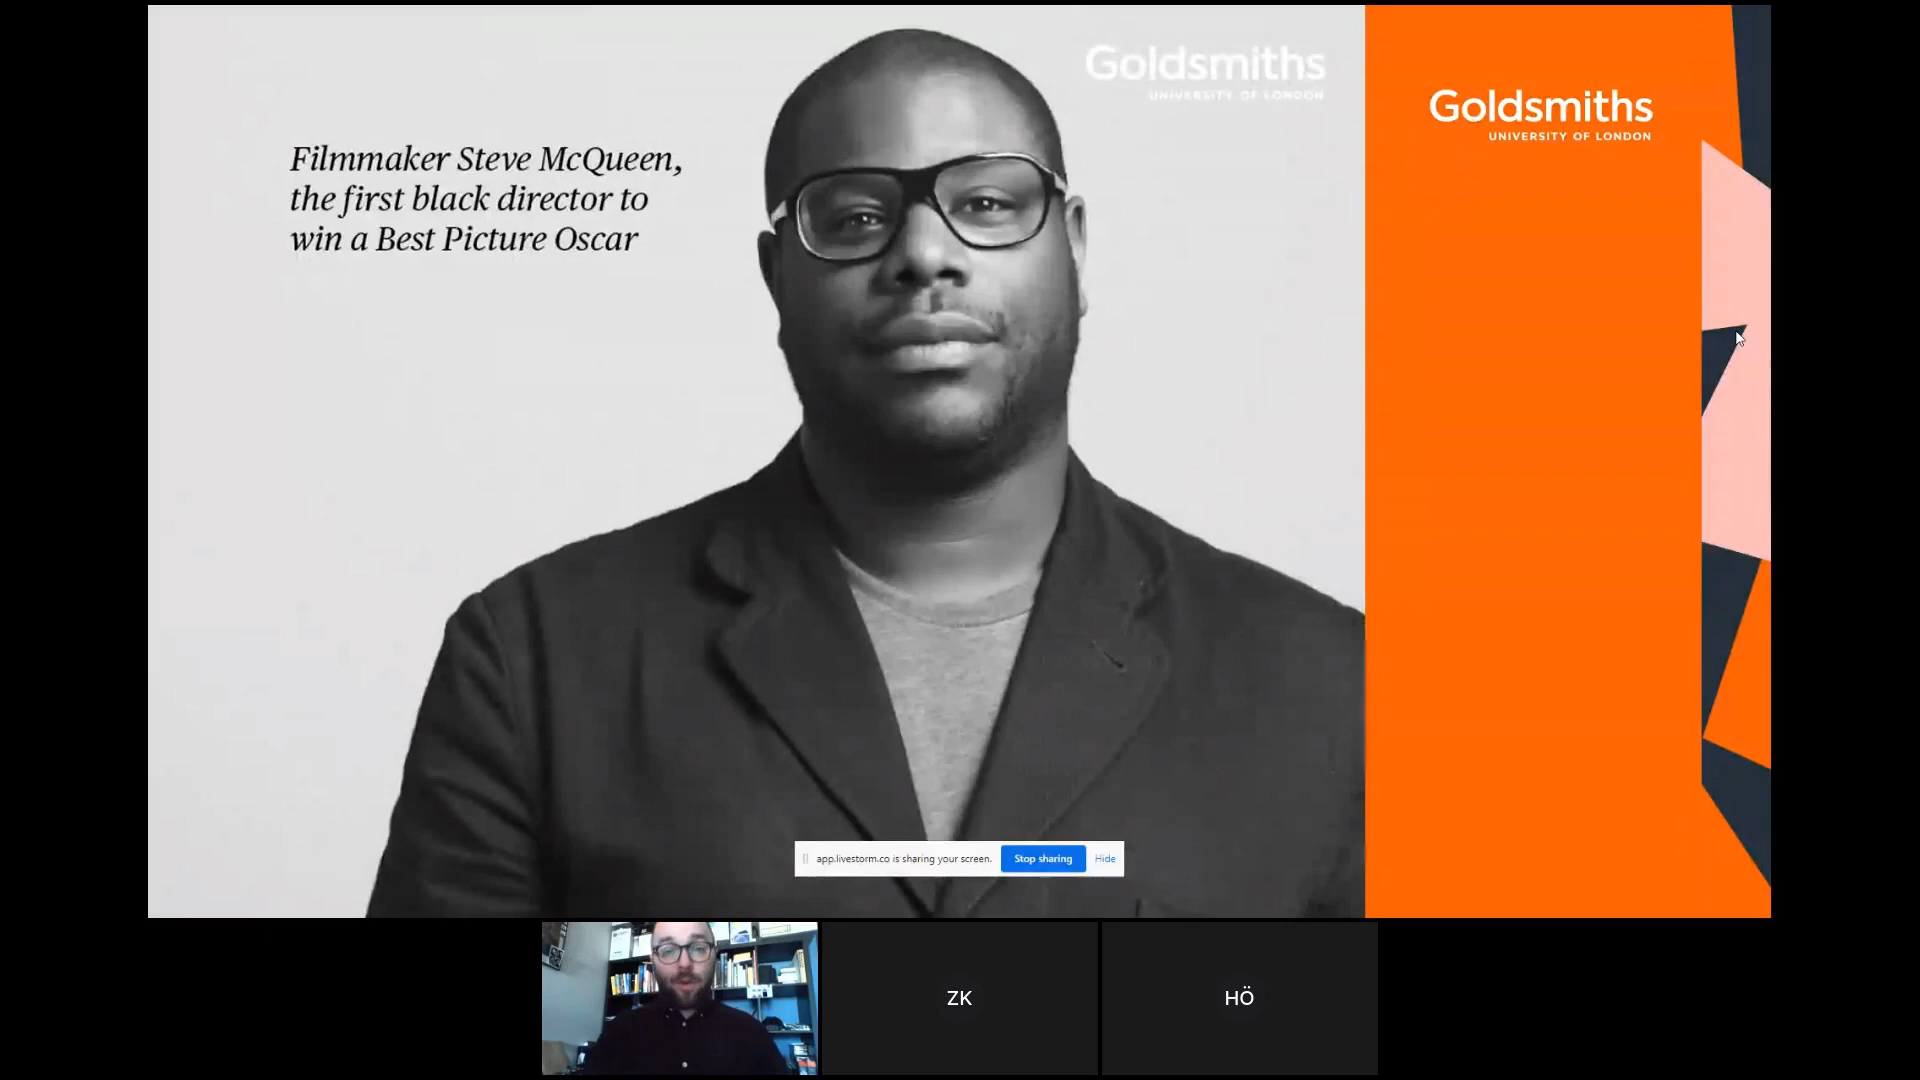 Goldsmiths
UNIVERSITY OF LONDON
Goldsmiths
UNIVERSITY OF LONDON
Filmmaker Steve McQueen,
the first black director to
win a Best Picture Oscar
app.livestorm.co is sharing your screen. Stop sharing Hide
ZK
HÖ